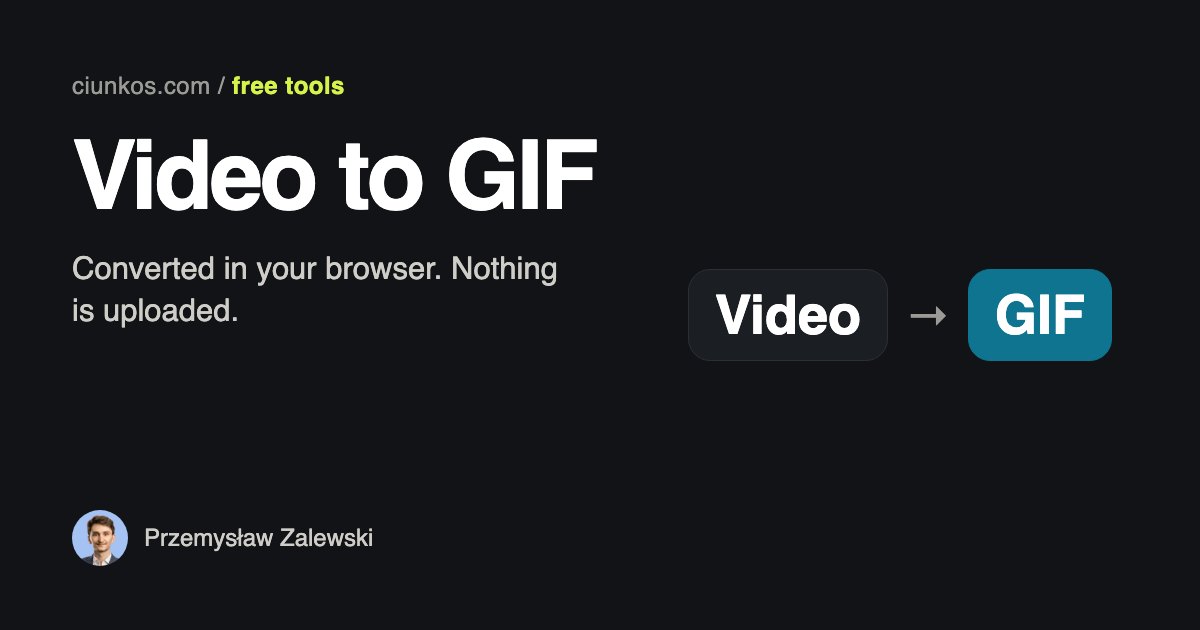 ciunkos.com / free tools
Video to GIF
Converted in your browser. Nothing
is uploaded.
Video → GIF
Przemysław Zalewski